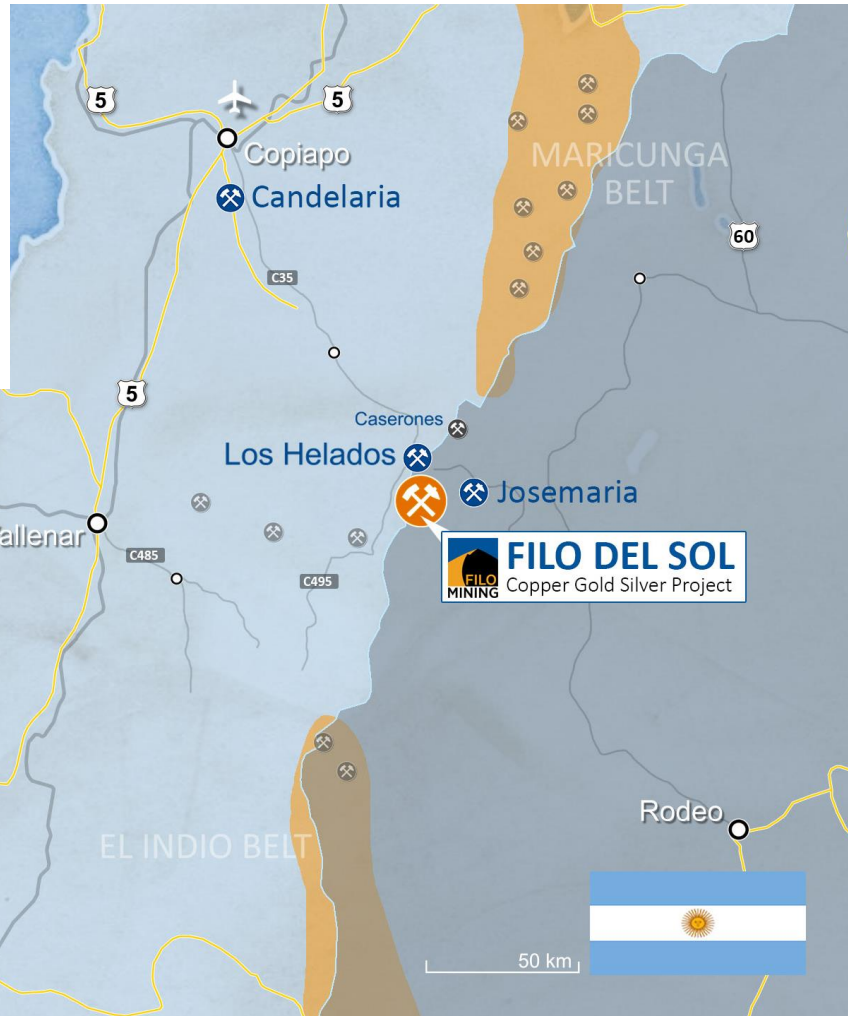 5
5
Copiapo
MARICUNGA
BELT
Candelaria
60
C35
5
Caserones
Los Helados
Josemaria
allenar
FILO DEL SOL
Copper Gold Silver Project
FILO
MINING
C485
C495
Rodeo
EL INDIO BELT
50 km